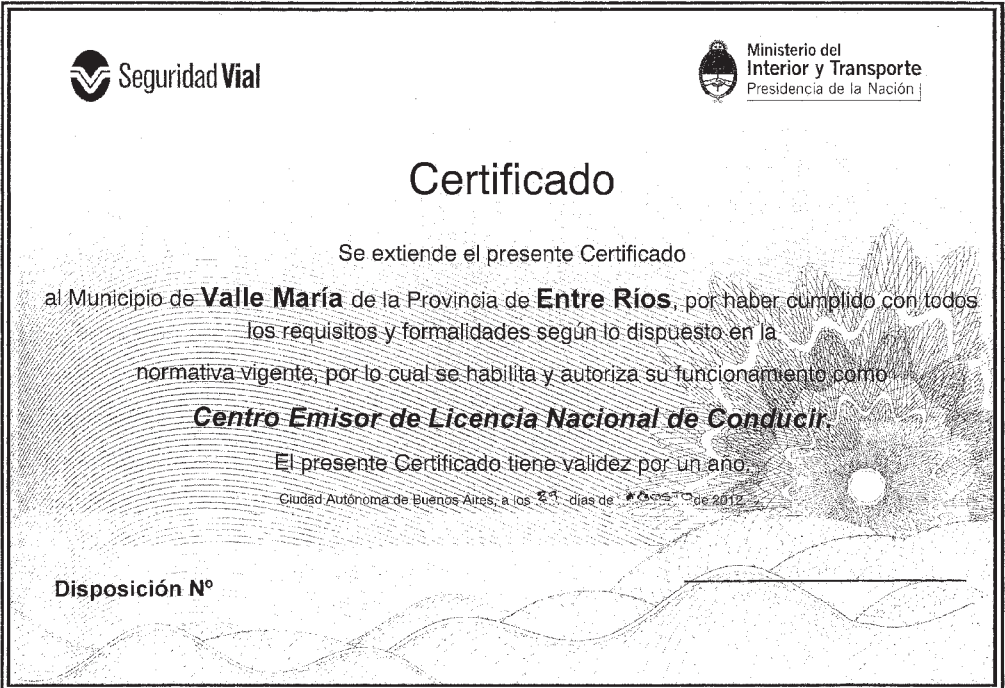 Seguridad Vial
Ministerio del
Interior y Transporte
Presidencia de la Nación
Certificado
Se extiende el presente Certificado
al Municipio de Valle María de la Provincia de Entre Ríos, por haber cumplido con todos
los requisitos y formalidades según lo dispuesto en la
normativa vigente, por lo cual se habilita y autoriza su funcionamiento como
Centro Emisor de Licencia Nacional de Conducir.
El presente Certificado tiene validez por un año.
Ciudad Autónoma de Buenos Aires, a los días de Agosto de 2012
Disposición Nº